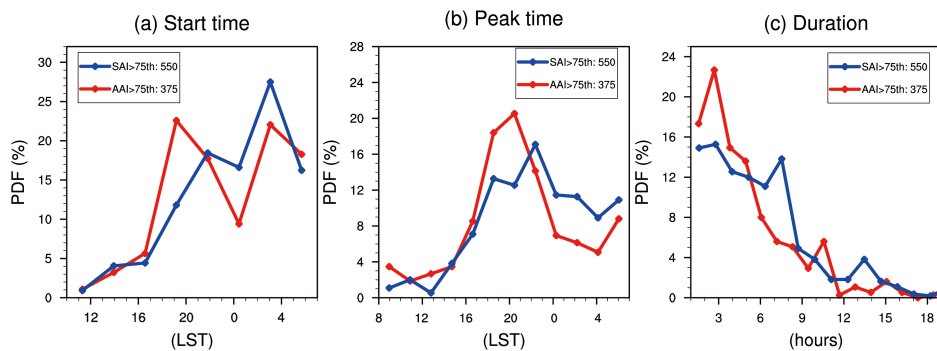 (a) Start time
(b) Peak time
(c) Duration
PDF (%)
30
25
20
15
10
5
0
SAI>75th: 550
AAI>75th: 375
12 16 20 0 4
(LST)
PDF (%)
28
24
20
16
12
8
4
0
SAI>75th: 550
AAI>75th: 375
8 12 16 20 0 4
(LST)
PDF (%)
24
20
16
12
8
4
0
SAI>75th: 550
AAI>75th: 375
3 6 9 12 15 18
(hours)